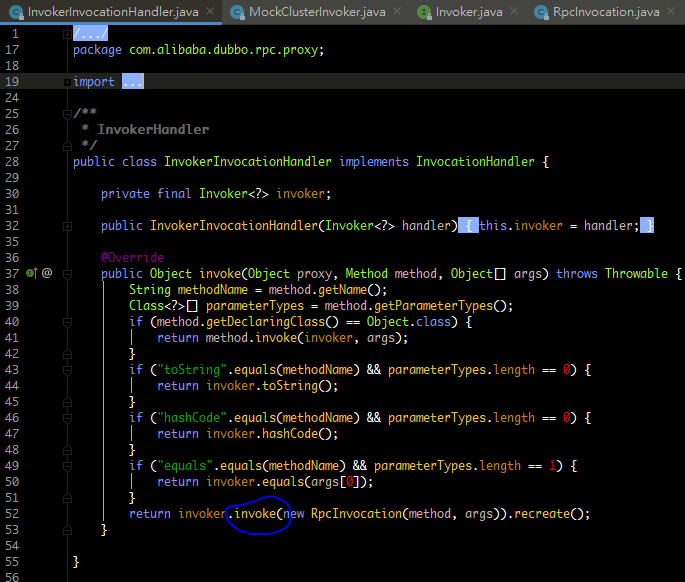 InvokerInvocationHandler.java × MockClusterInvoker.java × Invoker.java × RpcInvocation.java ×
1 /.../
17 package com.alibaba.dubbo.rpc.proxy;
18
19 import ...
24
25 /**
26  * InvokerHandler
27  */
28 public class InvokerInvocationHandler implements InvocationHandler {
29
30     private final Invoker<?> invoker;
31
32     public InvokerInvocationHandler(Invoker<?> handler) { this.invoker = handler; }
35
36     @Override
37     public Object invoke(Object proxy, Method method, Object[] args) throws Throwable {
38         String methodName = method.getName();
39         Class<?>[] parameterTypes = method.getParameterTypes();
40         if (method.getDeclaringClass() == Object.class) {
41             return method.invoke(invoker, args);
42         }
43         if ("toString".equals(methodName) && parameterTypes.length == 0) {
44             return invoker.toString();
45         }
46         if ("hashCode".equals(methodName) && parameterTypes.length == 0) {
47             return invoker.hashCode();
48         }
49         if ("equals".equals(methodName) && parameterTypes.length == 1) {
50             return invoker.equals(args[0]);
51         }
52         return invoker.invoke(new RpcInvocation(method, args)).recreate();
53     }
54
55 }
56